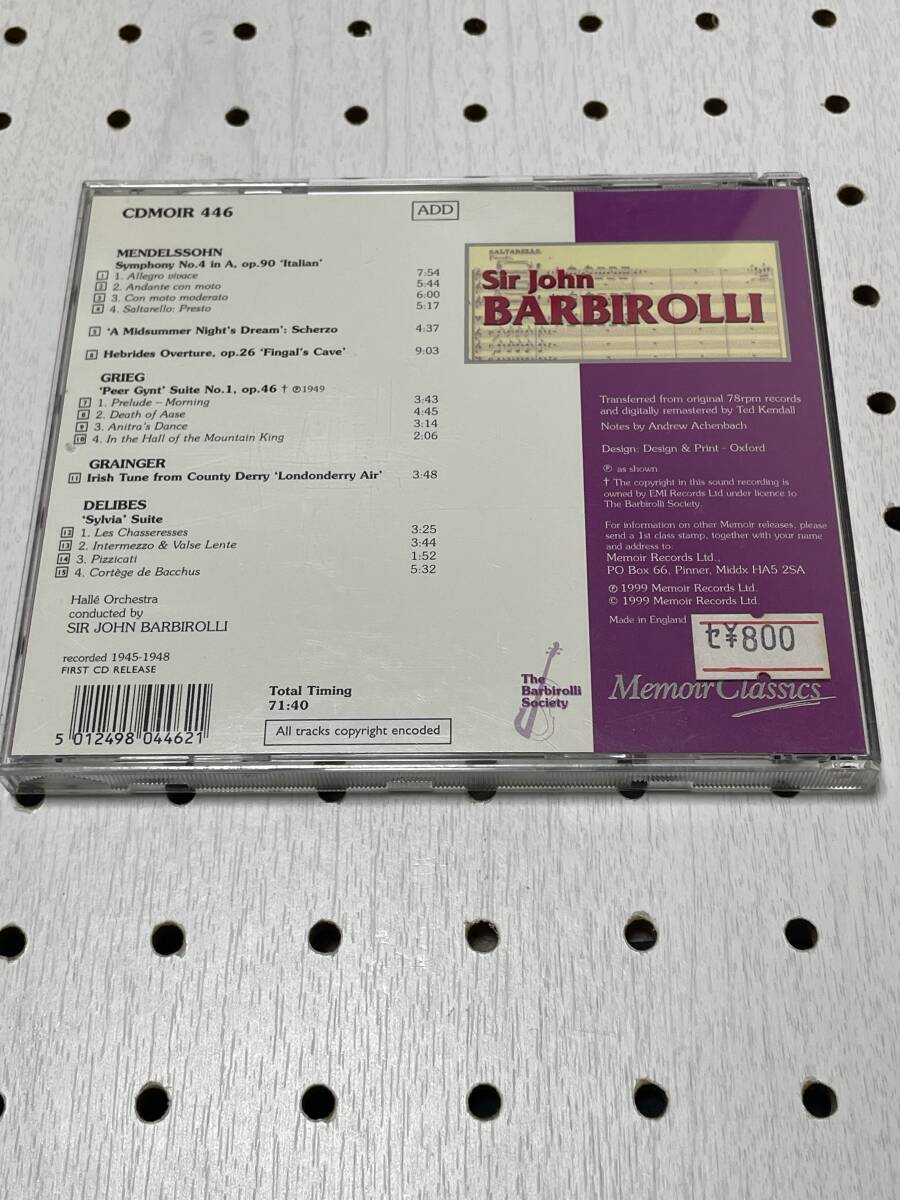 CDMOIR 446
ADD
MENDELSSOHN
Symphony No.4 in A, op.90 'Italian'
1 1. Allegro vivace 7:54
2 2. Andante con moto 5:44
3 3. Con moto moderato 6:00
4 4. Saltarello: Presto 5:17
5 'A Midsummer Night's Dream': Scherzo 4:37
6 Hebrides Overture, op.26 'Fingal's Cave' 9:03
GRIEG
'Peer Gynt' Suite No.1, op.46 † ℗1949
7 1. Prelude – Morning 3:43
8 2. Death of Aase 4:45
9 3. Anitra's Dance 3:14
10 4. In the Hall of the Mountain King 2:06
GRAINGER
11 Irish Tune from County Derry 'Londonderry Air' 3:48
DELIBES
'Sylvia' Suite
12 1. Les Chasseresses 3:25
13 2. Intermezzo & Valse Lente 3:44
14 3. Pizzicati 1:52
15 4. Cortège de Bacchus 5:32
Hallé Orchestra
conducted by
SIR JOHN BARBIROLLI
recorded 1945-1948
FIRST CD RELEASE
5 012498 044621
Total Timing
71:40
All tracks copyright encoded
The
Barbirolli
Society
SALTARELLO.
Sir John
BARBIROLLI
Transferred from original 78rpm records
and digitally remastered by Ted Kendall
Notes by Andrew Achenbach
Design: Design & Print - Oxford
℗ as shown
† The copyright in this sound recording is
owned by EMI Records Ltd under licence to
The Barbirolli Society.
For information on other Memoir releases, please
send a 1st class stamp, together with your name
and address to:
Memoir Records Ltd.,
PO Box 66, Pinner, Middx HA5 2SA
℗ 1999 Memoir Records Ltd.
© 1999 Memoir Records Ltd.
Made in England
セ¥800
Memoir Classics